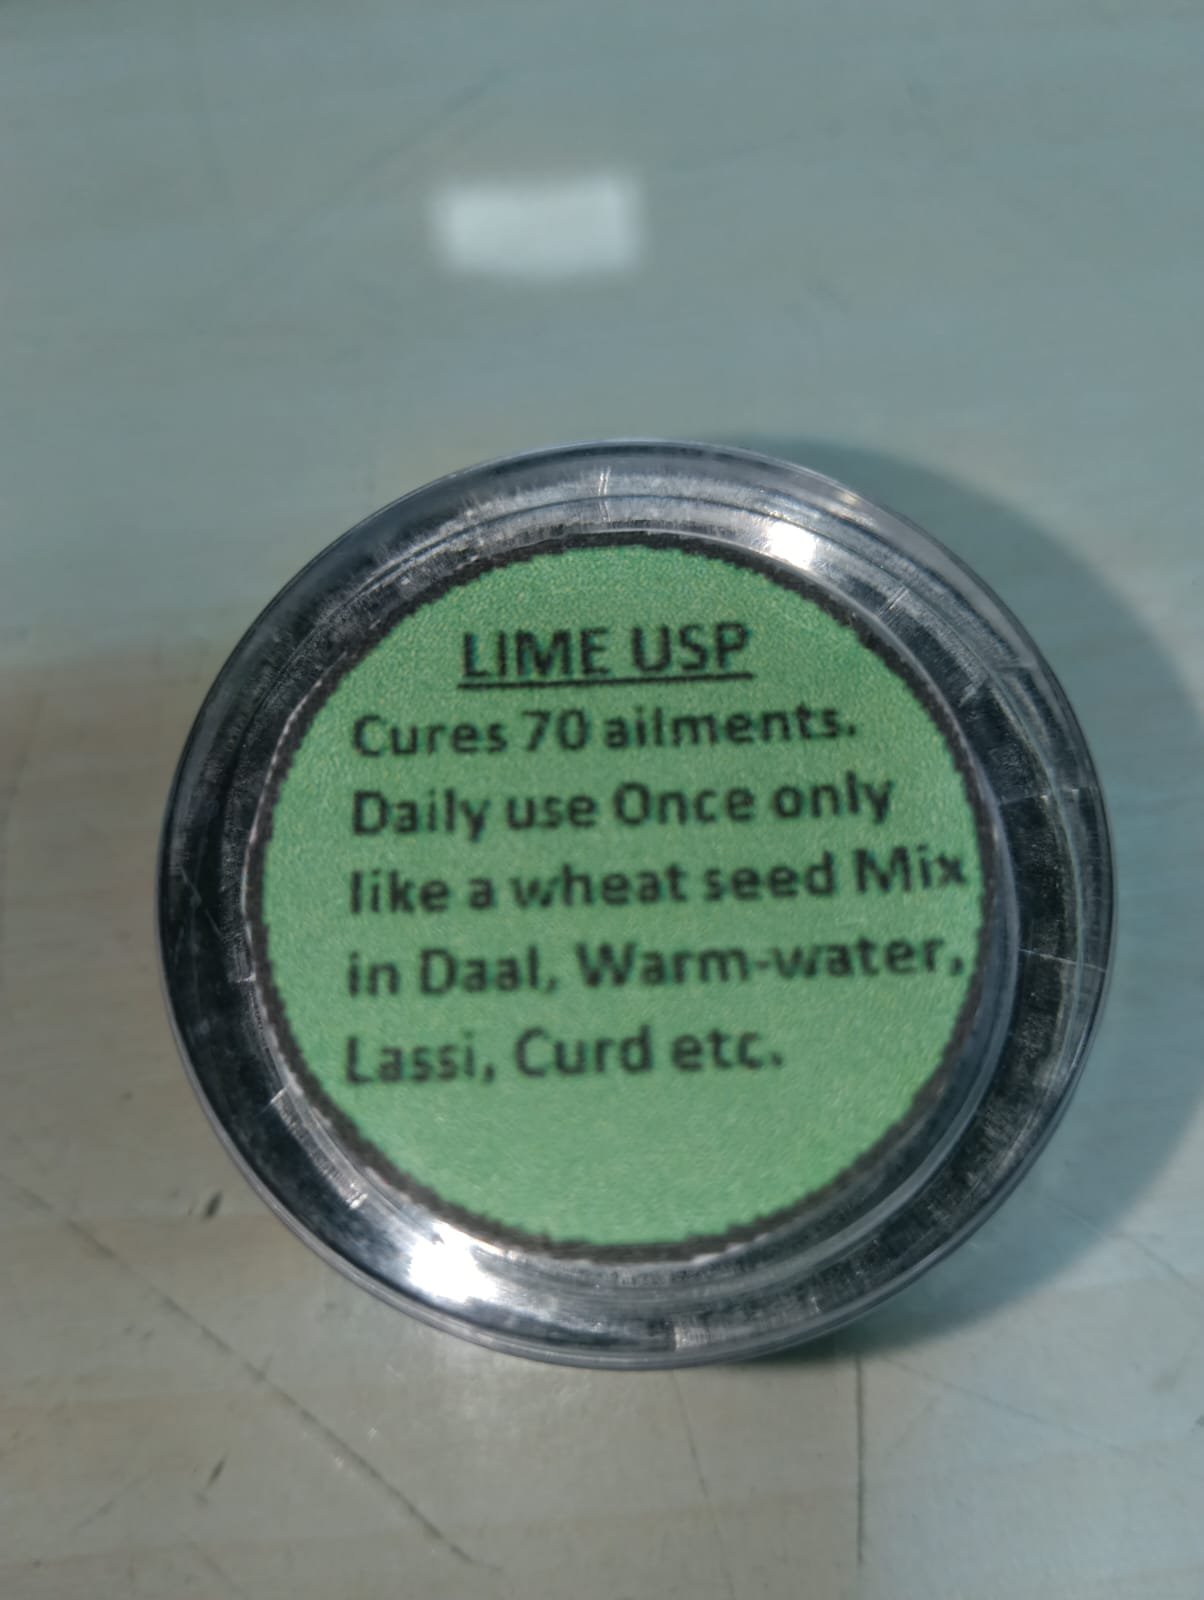 LIME USP
Cures 70 ailments.
Daily use Once only
like a wheat seed Mix
in Daal, Warm-water,
Lassi, Curd etc.